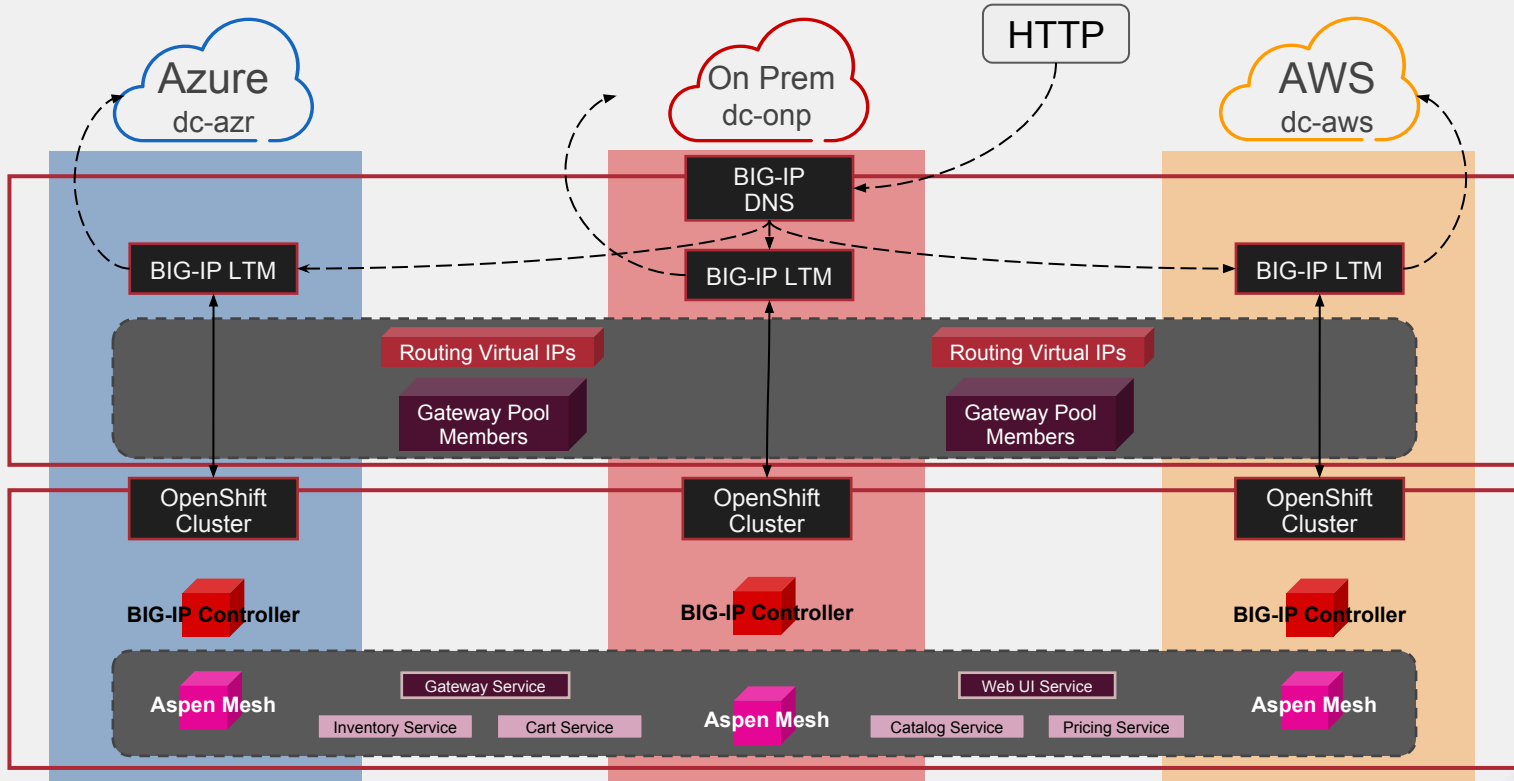 HTTP
Azure
dc-azr
On Prem
dc-onp
AWS
dc-aws
BIG-IP
DNS
BIG-IP LTM
BIG-IP LTM
BIG-IP LTM
Routing Virtual IPs
Routing Virtual IPs
Gateway Pool
Members
Gateway Pool
Members
OpenShift
Cluster
OpenShift
Cluster
OpenShift
Cluster
BIG-IP Controller
BIG-IP Controller
BIG-IP Controller
Aspen Mesh
Gateway Service
Inventory Service
Cart Service
Aspen Mesh
Web UI Service
Catalog Service
Pricing Service
Aspen Mesh